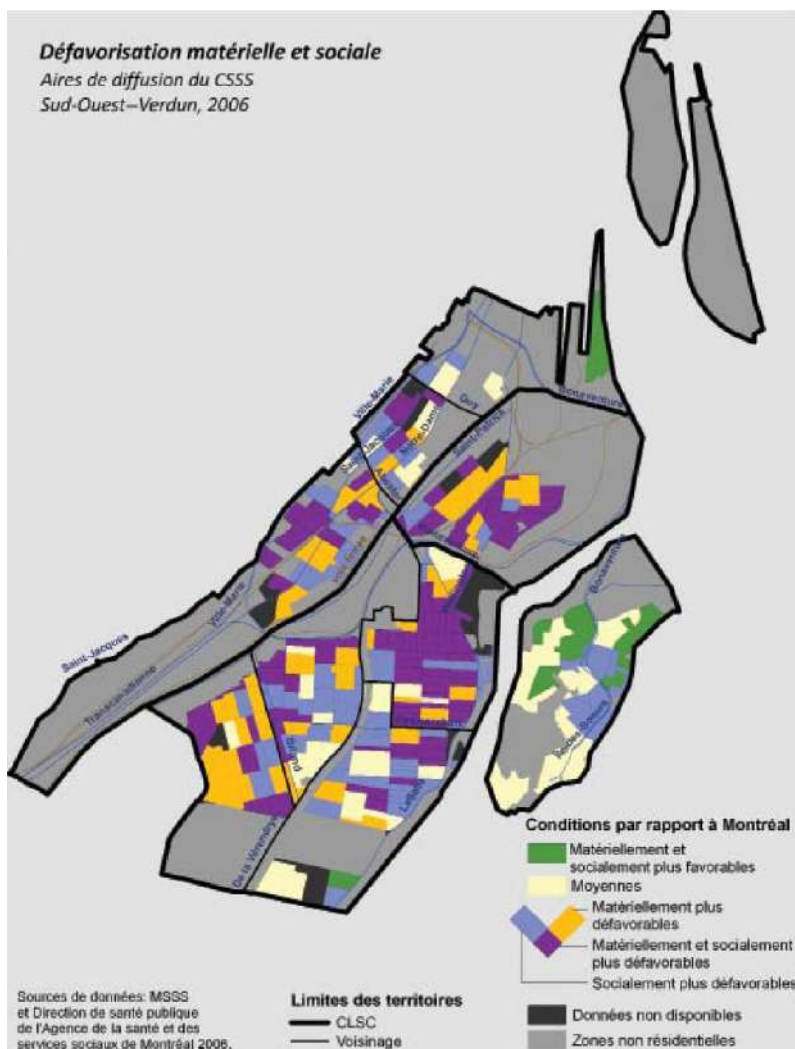 Défavorisation matérielle et sociale
Aires de diffusion du CSSS
Sud-Ouest–Verdun, 2006
Ville-Marie
Guy
Bonaventure
Saint-Jacques
Notre-Dame
Saint-Patrick
Ville-Marie
Saint-Jacques
Transcanadienne
Bonaventure
LaSalle
De la Vérendrye
Conditions par rapport à Montréal
Matériellement et
socialement plus favorables
Moyennes
Matériellement plus
défavorables
Matériellement et socialement
plus défavorables
Socialement plus défavorables
Données non disponibles
Zones non résidentielles
Sources de données: MSSS
et Direction de santé publique
de l'Agence de la santé et des
services sociaux de Montréal 2006.
Limites des territoires
CLSC
Voisinage